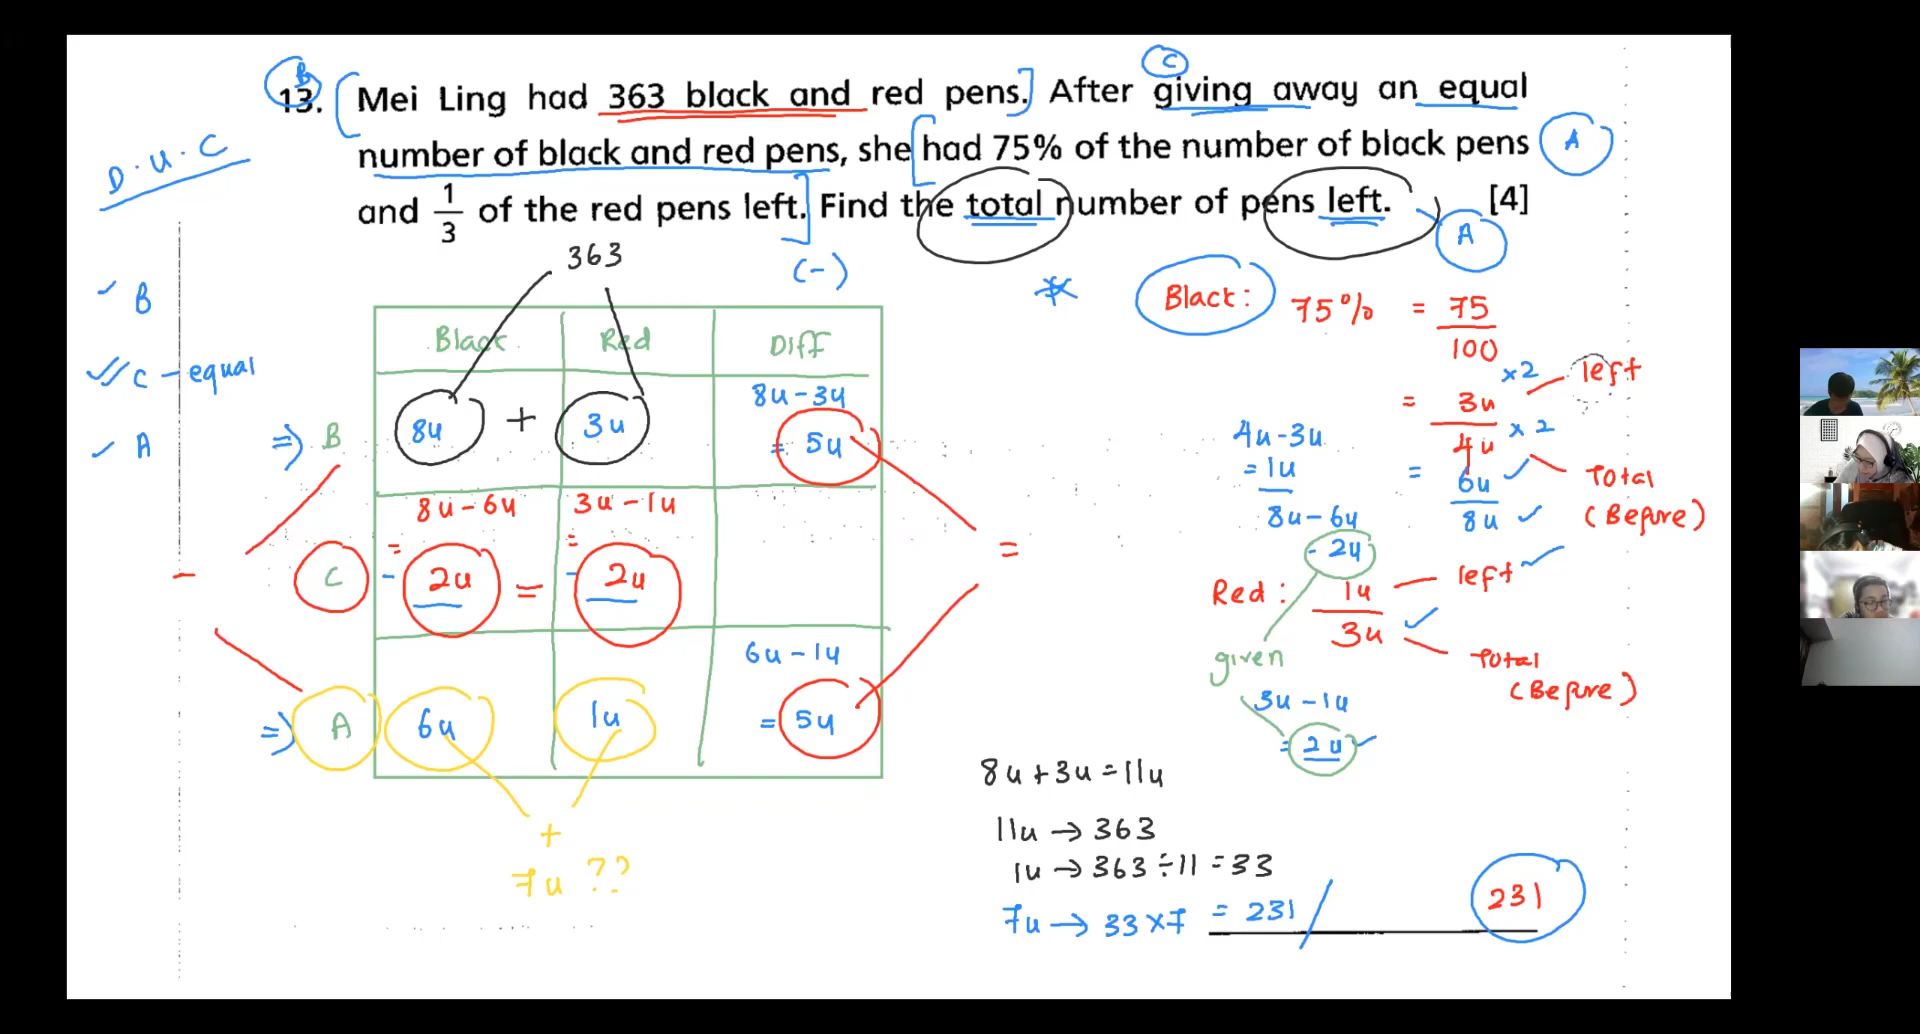 B
C
13. [Mei Ling had 363 black and red pens.] After giving away an equal
number of black and red pens, she [had 75% of the number of black pens
A
and 1/3 of the red pens left.] Find the total number of pens left. [4]
A
D.U.C
B
C - equal
A
363
(-)
Black Red Diff
B 8u + 3u 8u - 3u
= 5u
8u - 6u 3u - 1u
= =
C - 2u = - 2u
6u - 1u
A 6u 1u = 5u
- =
+
7u ??
* Black: 75% = 75/100
= 3u/4u
×2
×2
left
Total
(Before)
= 6u/8u
4u - 3u
= 1u
8u - 6u
- 2u
Red: 1u/3u
left
Total
(Before)
given
3u - 1u
= 2u
8u + 3u = 11u
11u → 363
1u → 363 ÷ 11 = 33
7u → 33 × 7 = 231
231